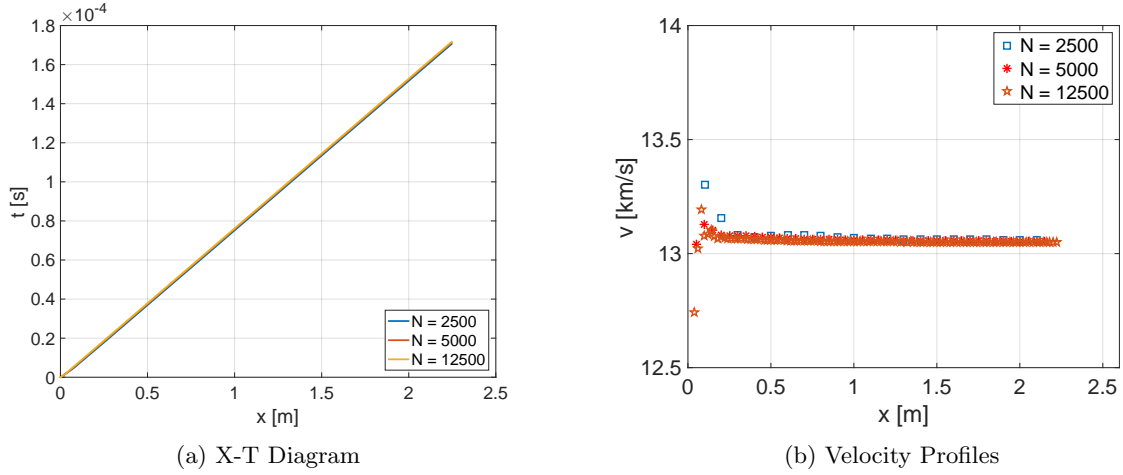 ×10⁻⁴
1.8
1.6
1.4
1.2
1
0.8
0.6
0.4
0.2
0
t [s]
0 0.5 1 1.5 2 2.5
x [m]
N = 2500
N = 5000
N = 12500
(a) X-T Diagram
14
13.5
13
12.5
v [km/s]
0 0.5 1 1.5 2 2.5
x [m]
N = 2500
N = 5000
N = 12500
(b) Velocity Profiles